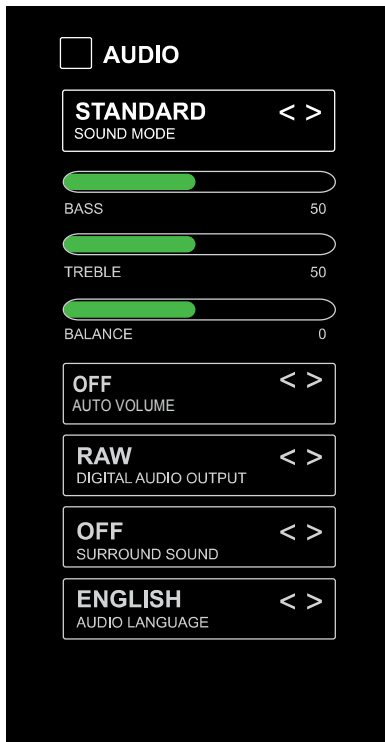 AUDIO
STANDARD < >
SOUND MODE
BASS 50
TREBLE 50
BALANCE 0
OFF < >
AUTO VOLUME
RAW < >
DIGITAL AUDIO OUTPUT
OFF < >
SURROUND SOUND
ENGLISH < >
AUDIO LANGUAGE